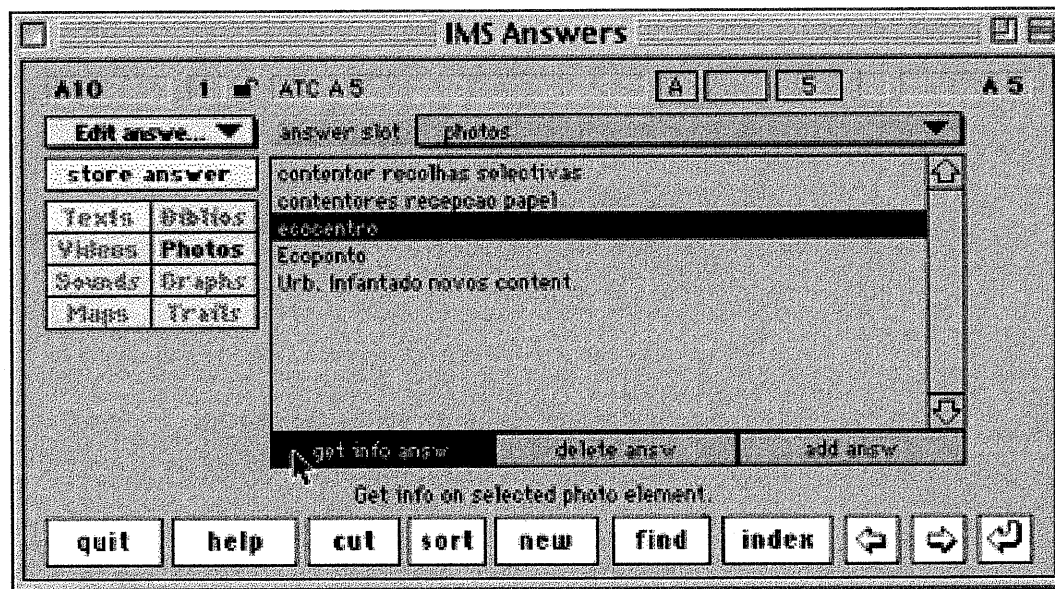 IMS Answers
A10 1 ATC A 5 A 5 A 5
Edit answe... answer slot photos
store answer
contentor recolhas selectivas
contentores recepcao papel
ecocentro
Ecoponto
Urb. Infantado novos content.
Texts Biblios
Videos Photos
Sounds Graphs
Maps Trails
get info answ delete answ add answ
Get info on selected photo element.
quit help cut sort new find index